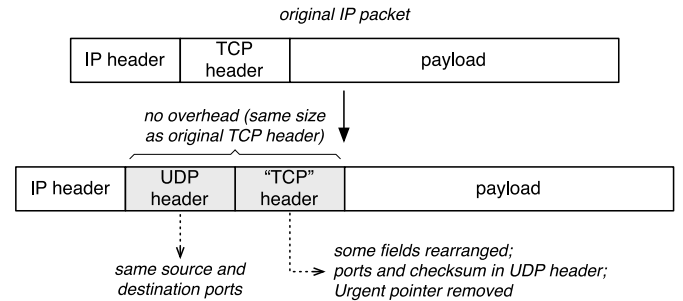 original IP packet
IP header
TCP
header
payload
no overhead (same size
as original TCP header)
IP header
UDP
header
“TCP”
header
payload
same source and
destination ports
some fields rearranged;
ports and checksum in UDP header;
Urgent pointer removed